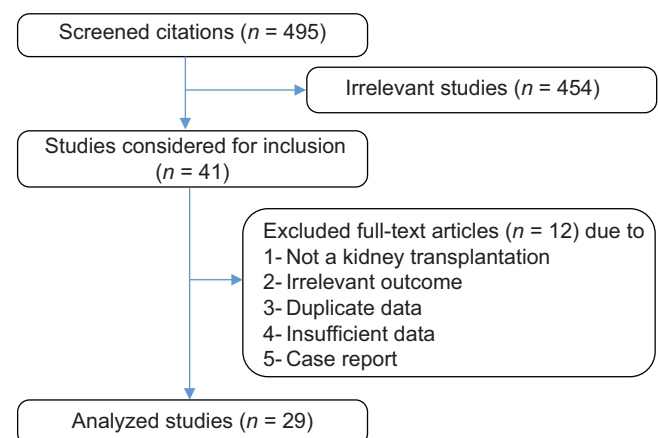 Screened citations (n = 495)
Irrelevant studies (n = 454)
Studies considered for inclusion
(n = 41)
Excluded full-text articles (n = 12) due to
1- Not a kidney transplantation
2- Irrelevant outcome
3- Duplicate data
4- Insufficient data
5- Case report
Analyzed studies (n = 29)